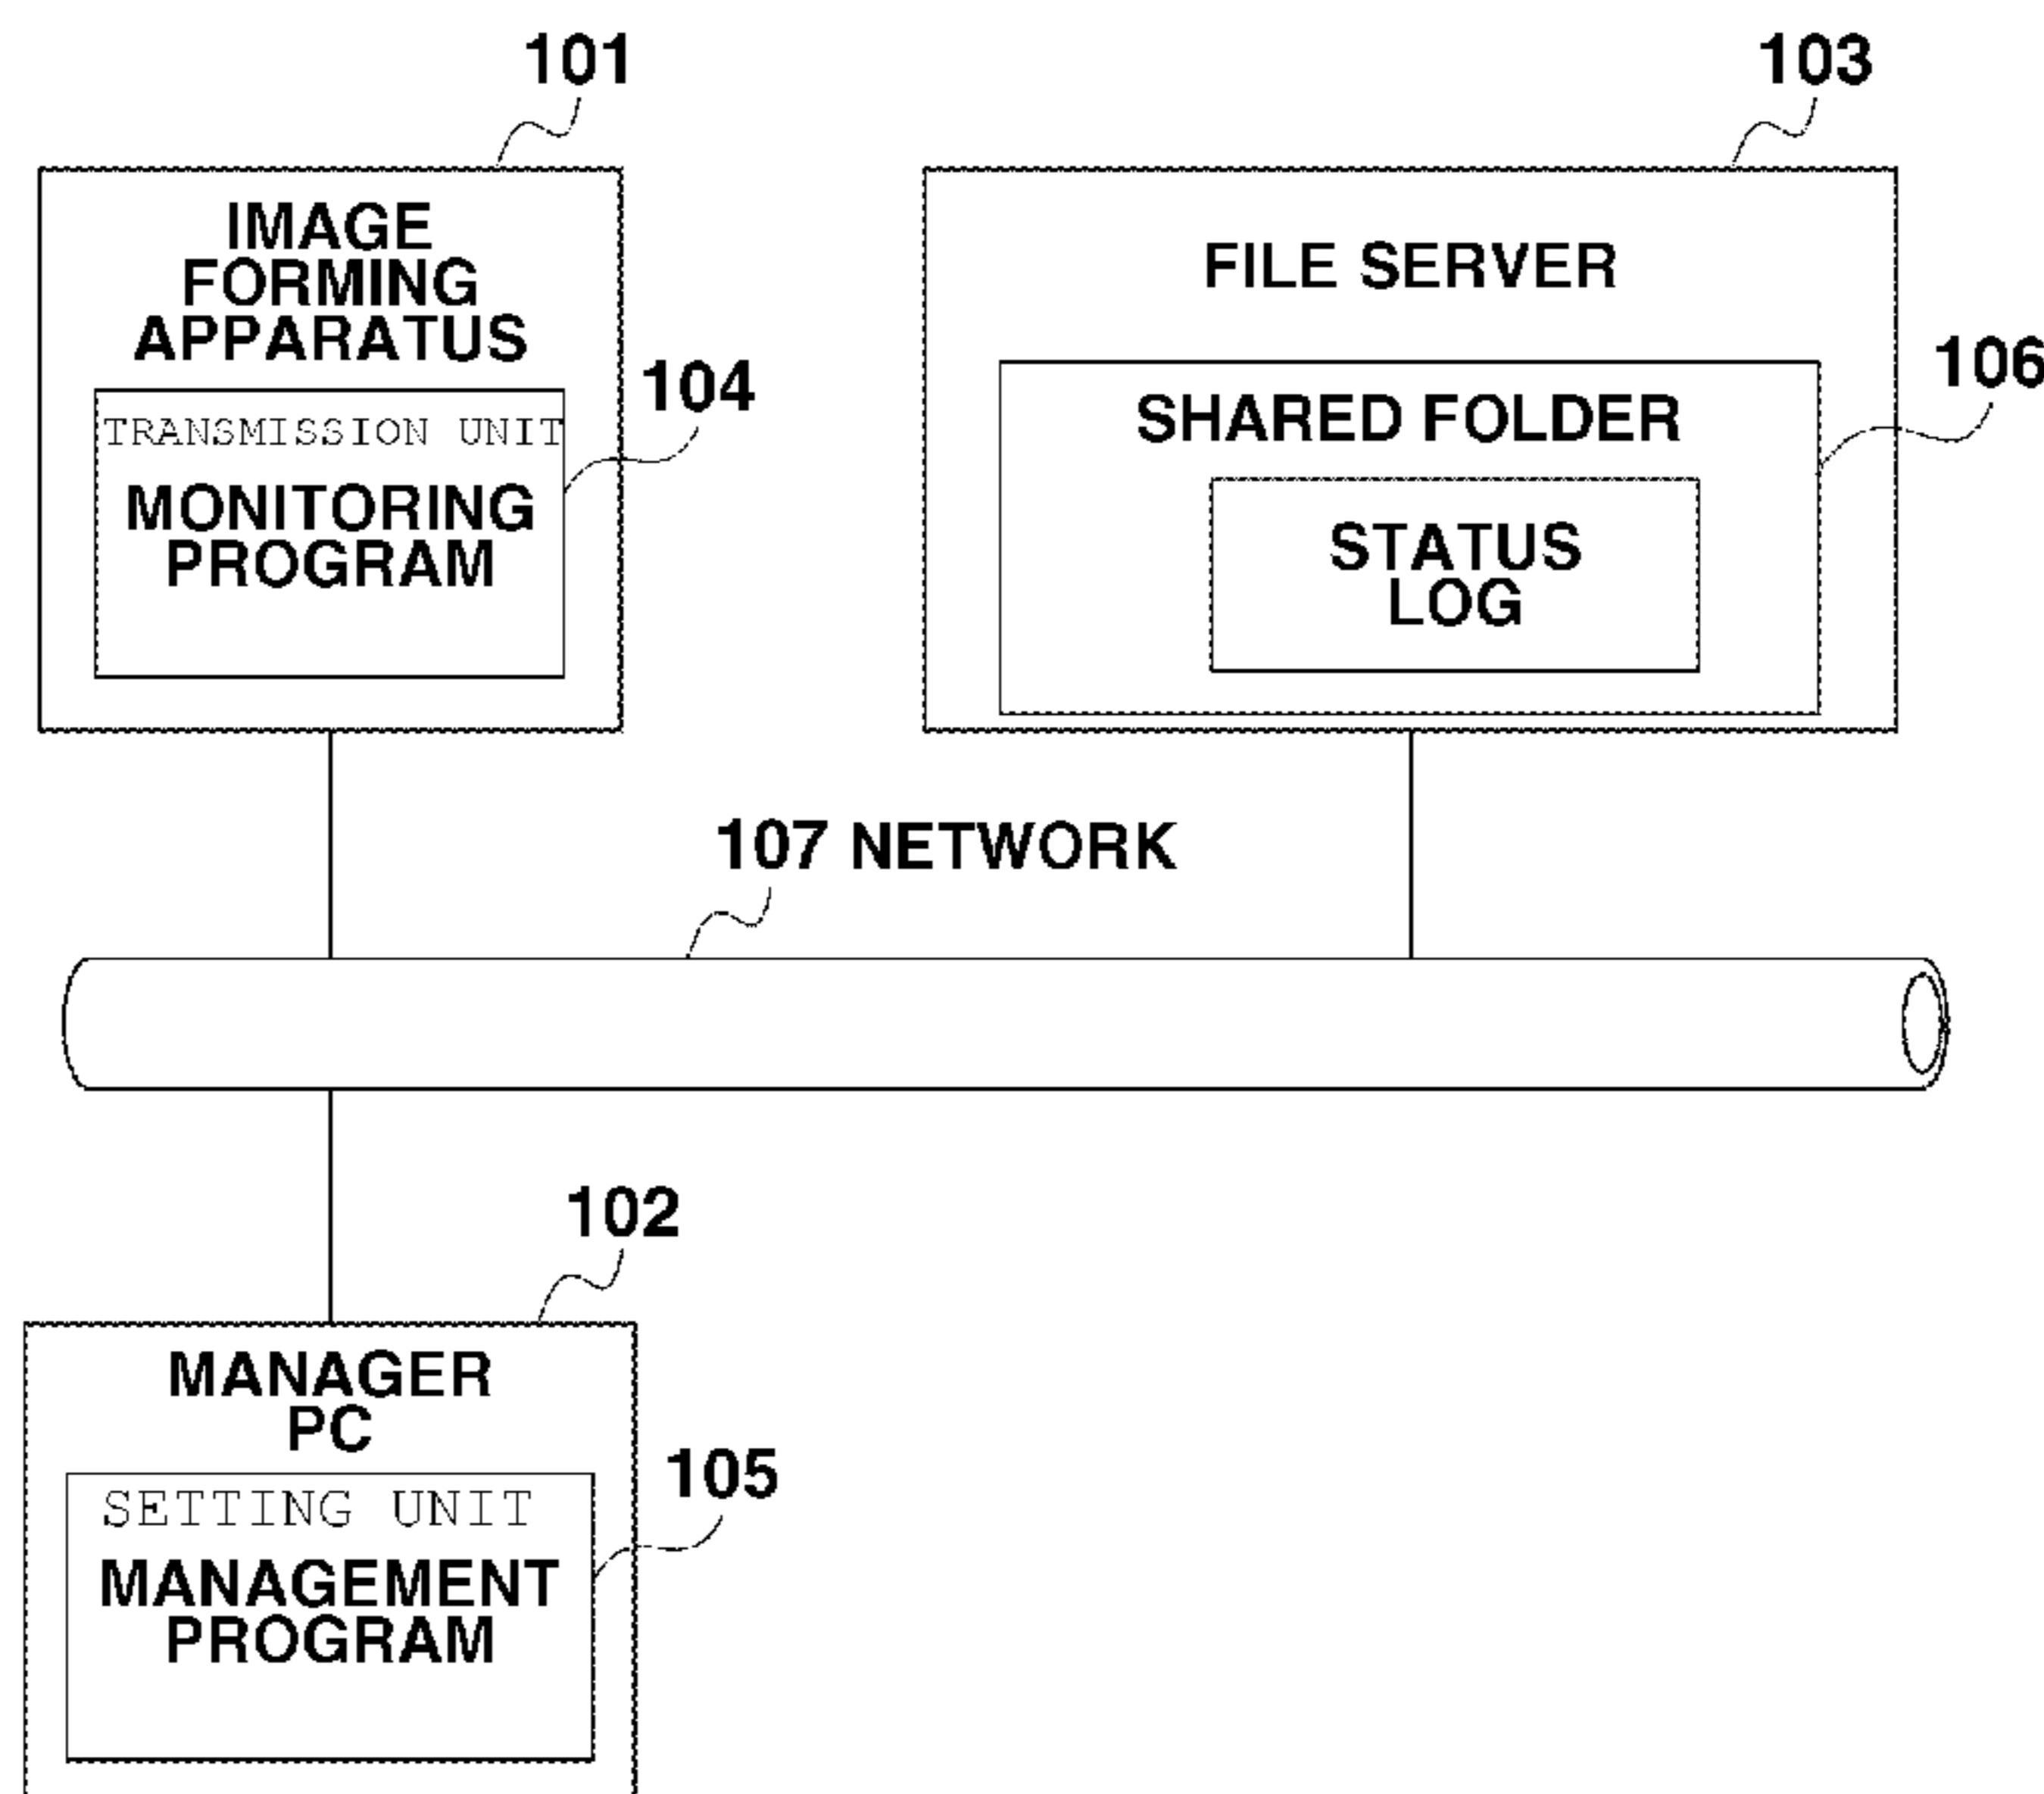 101
103
IMAGE
FORMING
APPARATUS
104
TRANSMISSION UNIT
MONITORING
PROGRAM
FILE SERVER
106
SHARED FOLDER
STATUS
LOG
107 NETWORK
102
MANAGER
PC
105
SETTING UNIT
MANAGEMENT
PROGRAM